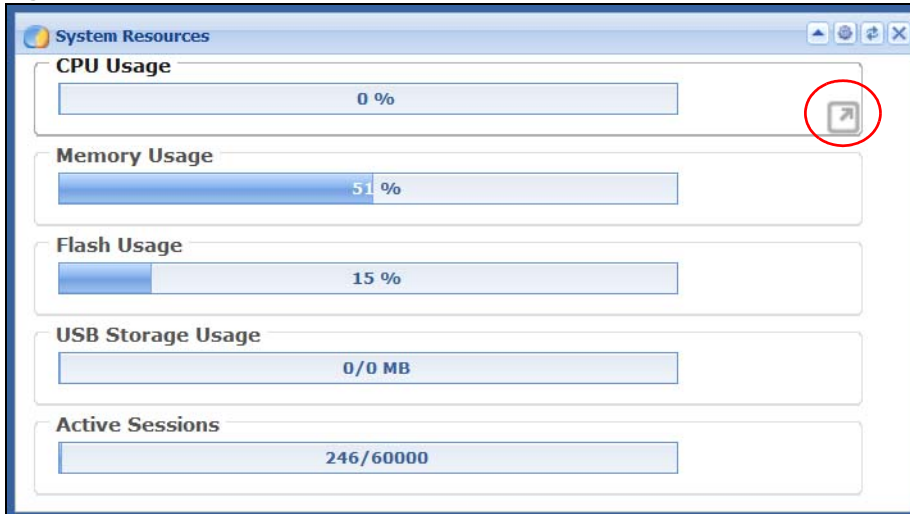 System Resources
CPU Usage
0 %
Memory Usage
51 %
Flash Usage
15 %
USB Storage Usage
0/0 MB
Active Sessions
246/60000